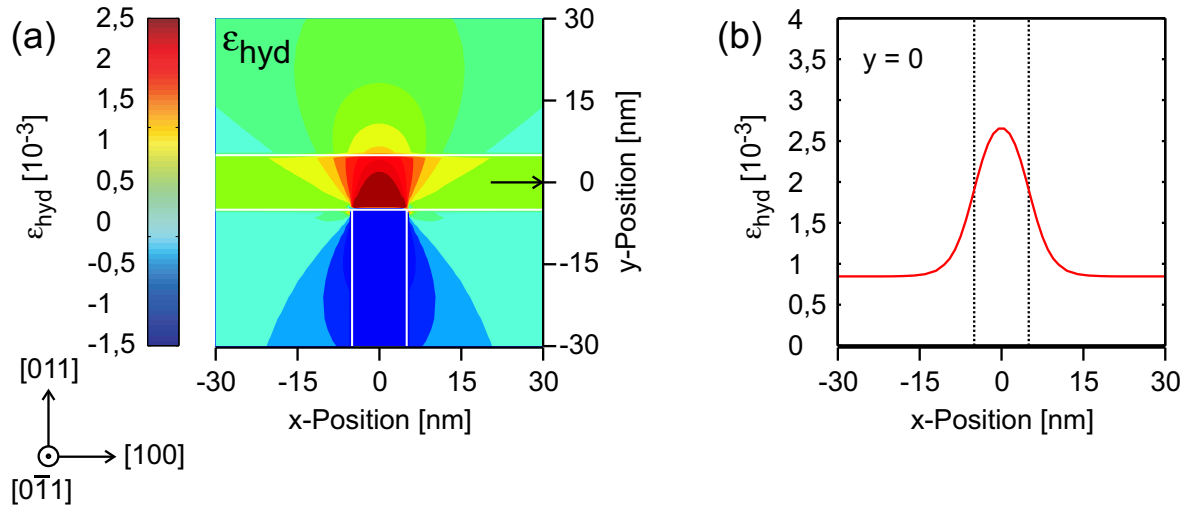 (a)
ε_hyd
2,5
2
1,5
1
0,5
0
-0,5
-1
-1,5
ε_hyd [10^-3]
30
15
0
-15
-30
y-Position [nm]
-30 -15 0 15 30
x-Position [nm]
[011]
[100]
[01̅1]
(b)
y = 0
4
3,5
3
2,5
2
1,5
1
0,5
0
ε_hyd [10^-3]
-30 -15 0 15 30
x-Position [nm]